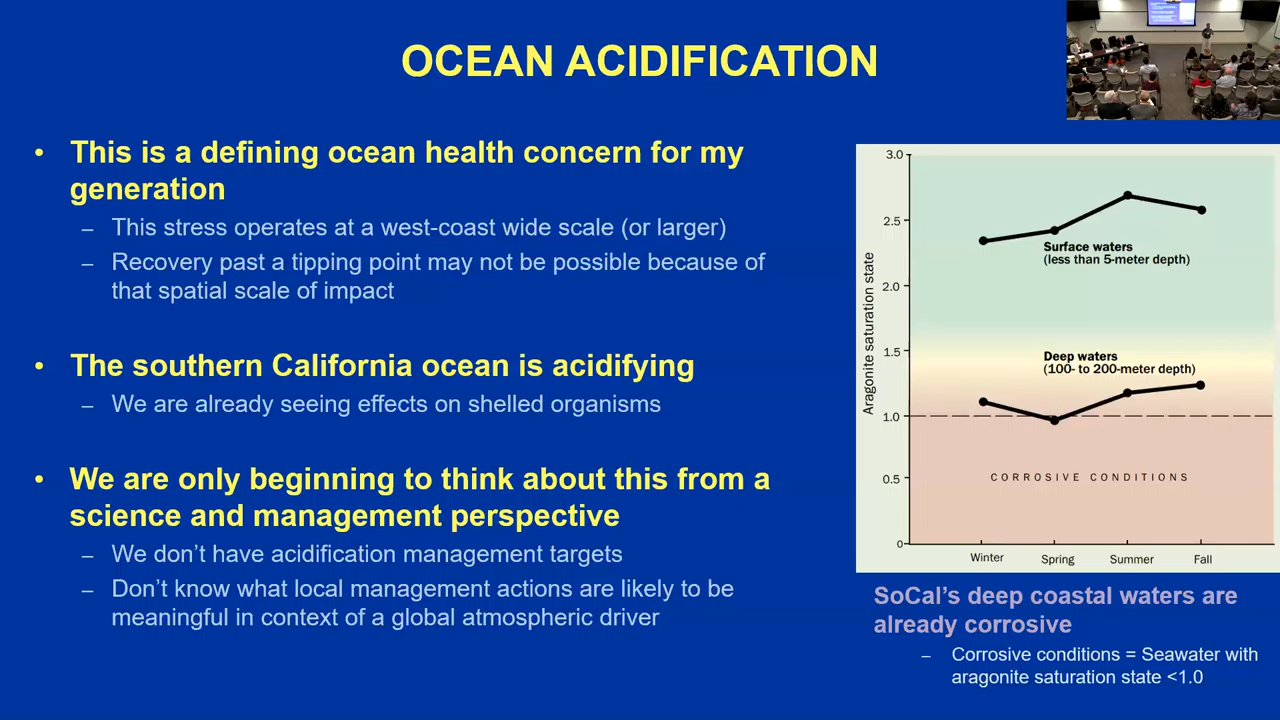 OCEAN ACIDIFICATION
• This is a defining ocean health concern for my
generation
– This stress operates at a west-coast wide scale (or larger)
– Recovery past a tipping point may not be possible because of
that spatial scale of impact
• The southern California ocean is acidifying
– We are already seeing effects on shelled organisms
• We are only beginning to think about this from a
science and management perspective
– We don’t have acidification management targets
– Don’t know what local management actions are likely to be
meaningful in context of a global atmospheric driver
Aragonite saturation state
3.0
2.5
2.0
1.5
1.0
0.5
0
Surface waters
(less than 5-meter depth)
Deep waters
(100- to 200-meter depth)
CORROSIVE CONDITIONS
Winter Spring Summer Fall
SoCal’s deep coastal waters are
already corrosive
– Corrosive conditions = Seawater with
aragonite saturation state <1.0